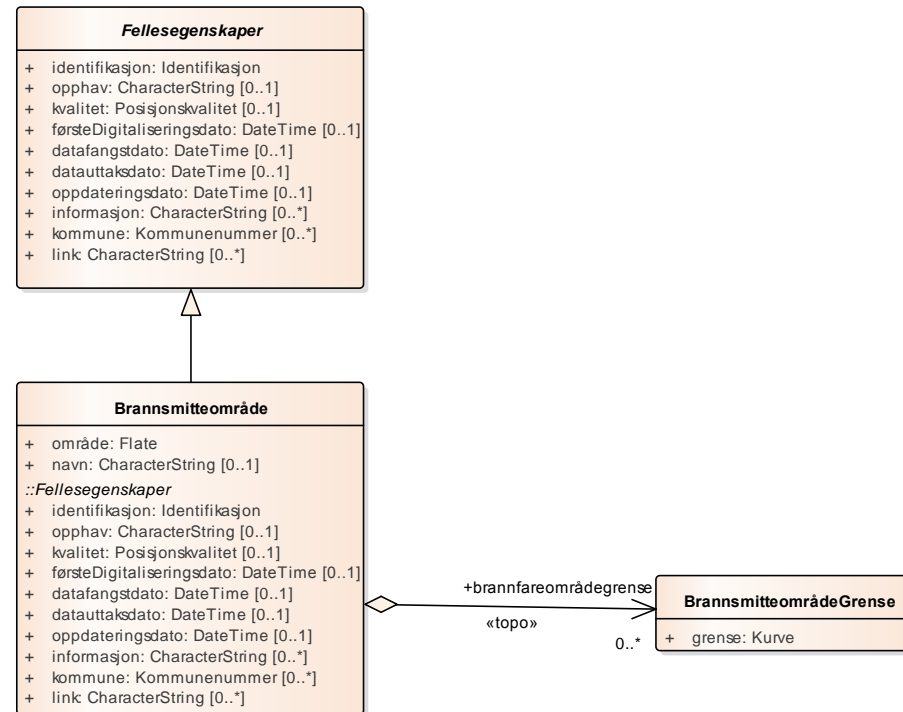 Fellesegenskaper
+ identifikasjon: Identifikasjon
+ opphav: CharacterString [0..1]
+ kvalitet: Posisjonskvalitet [0..1]
+ førsteDigitaliseringsdato: DateTime [0..1]
+ datafangstdato: DateTime [0..1]
+ datauttaksdato: DateTime [0..1]
+ oppdateringsdato: DateTime [0..1]
+ informasjon: CharacterString [0..*]
+ kommune: Kommunenummer [0..*]
+ link: CharacterString [0..*]
Brannsmitteområde
+ område: Flate
+ navn: CharacterString [0..1]
::Fellesegenskaper
+ identifikasjon: Identifikasjon
+ opphav: CharacterString [0..1]
+ kvalitet: Posisjonskvalitet [0..1]
+ førsteDigitaliseringsdato: DateTime [0..1]
+ datafangstdato: DateTime [0..1]
+ datauttaksdato: DateTime [0..1]
+ oppdateringsdato: DateTime [0..1]
+ informasjon: CharacterString [0..*]
+ kommune: Kommunenummer [0..*]
+ link: CharacterString [0..*]
+brannfareområdegrense
«topo»
0..*
BrannsmitteområdeGrense
+ grense: Kurve